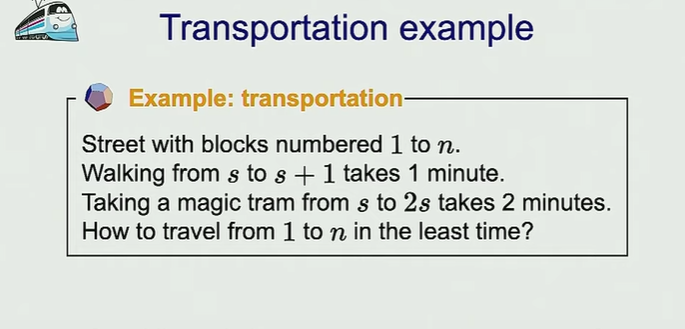 Transportation example
Example: transportation
Street with blocks numbered 1 to n.
Walking from s to s + 1 takes 1 minute.
Taking a magic tram from s to 2s takes 2 minutes.
How to travel from 1 to n in the least time?